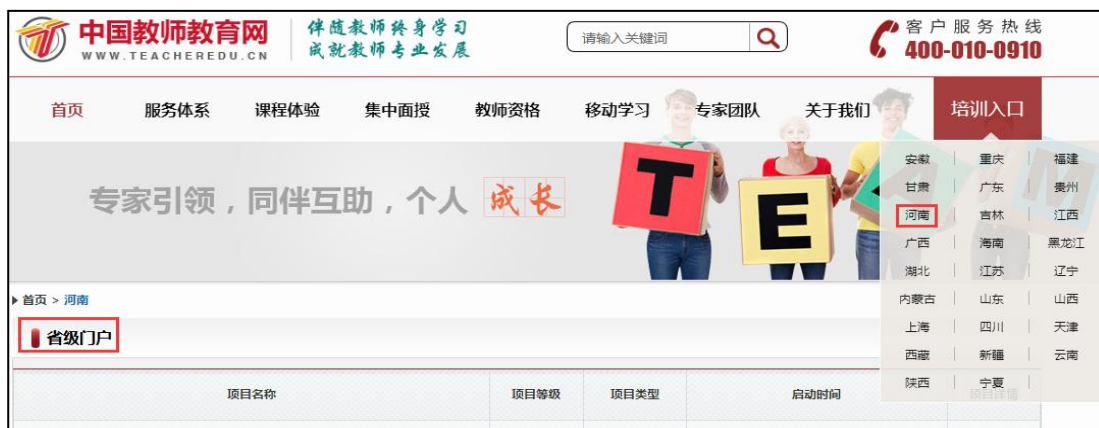 中国教师教育网
WWW.TEACHEREDU.CN
伴随教师终身学习
成就教师专业发展
请输入关键词
客户服务热线
400-010-0910
首页 服务体系 课程体验 集中面授 教师资格 移动学习 专家团队 关于我们 培训入口
专家引领，同伴互助，个人 成长
T E A M
安徽 重庆 福建
甘肃 广东 贵州
河南 吉林 江西
广西 海南 黑龙江
湖北 江苏 辽宁
内蒙古 山东 山西
上海 四川 天津
西藏 新疆 云南
陕西 宁夏
首页 > 河南
省级门户
项目名称 项目等级 项目类型 启动时间 项目详情